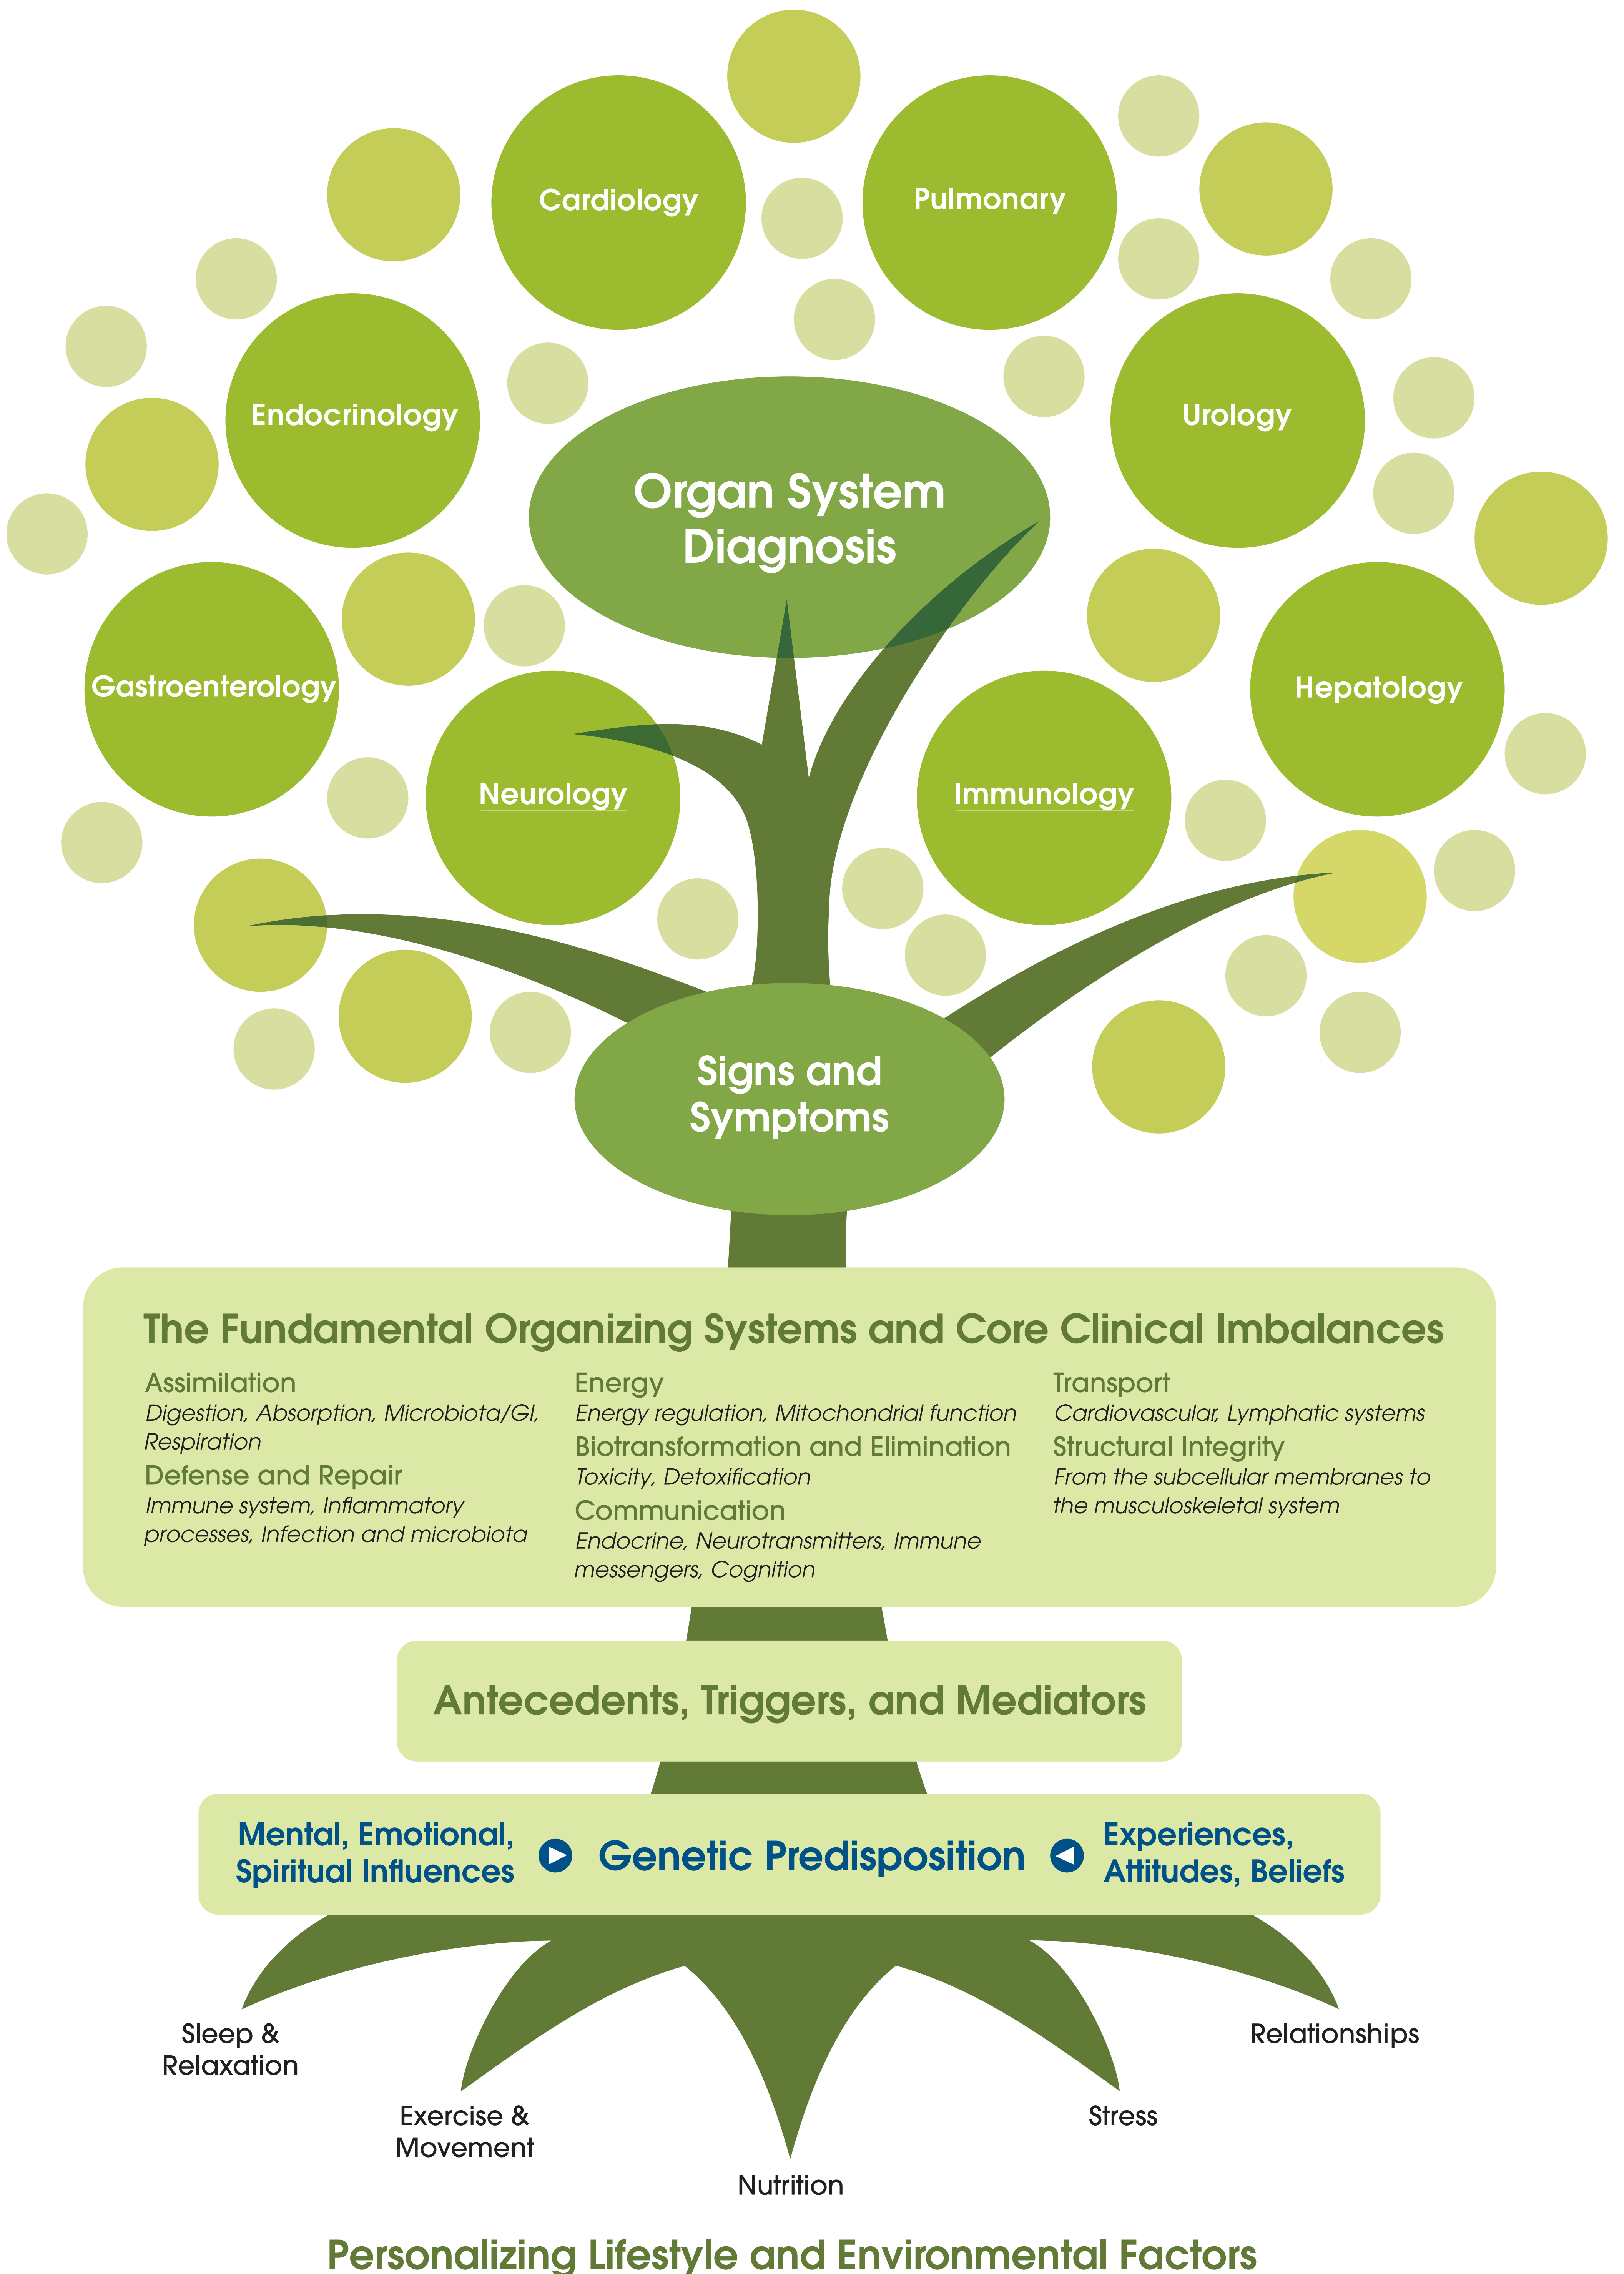 Cardiology
Pulmonary
Endocrinology
Urology
Organ System
Diagnosis
Gastroenterology
Hepatology
Neurology
Immunology
Signs and
Symptoms
The Fundamental Organizing Systems and Core Clinical Imbalances
Assimilation
Digestion, Absorption, Microbiota/GI,
Respiration
Defense and Repair
Immune system, Inflammatory
processes, Infection and microbiota
Energy
Energy regulation, Mitochondrial function
Biotransformation and Elimination
Toxicity, Detoxification
Communication
Endocrine, Neurotransmitters, Immune
messengers, Cognition
Transport
Cardiovascular, Lymphatic systems
Structural Integrity
From the subcellular membranes to
the musculoskeletal system
Antecedents, Triggers, and Mediators
Mental, Emotional,
Spiritual Influences
Genetic Predisposition
Experiences,
Attitudes, Beliefs
Sleep &
Relaxation
Exercise &
Movement
Nutrition
Stress
Relationships
Personalizing Lifestyle and Environmental Factors